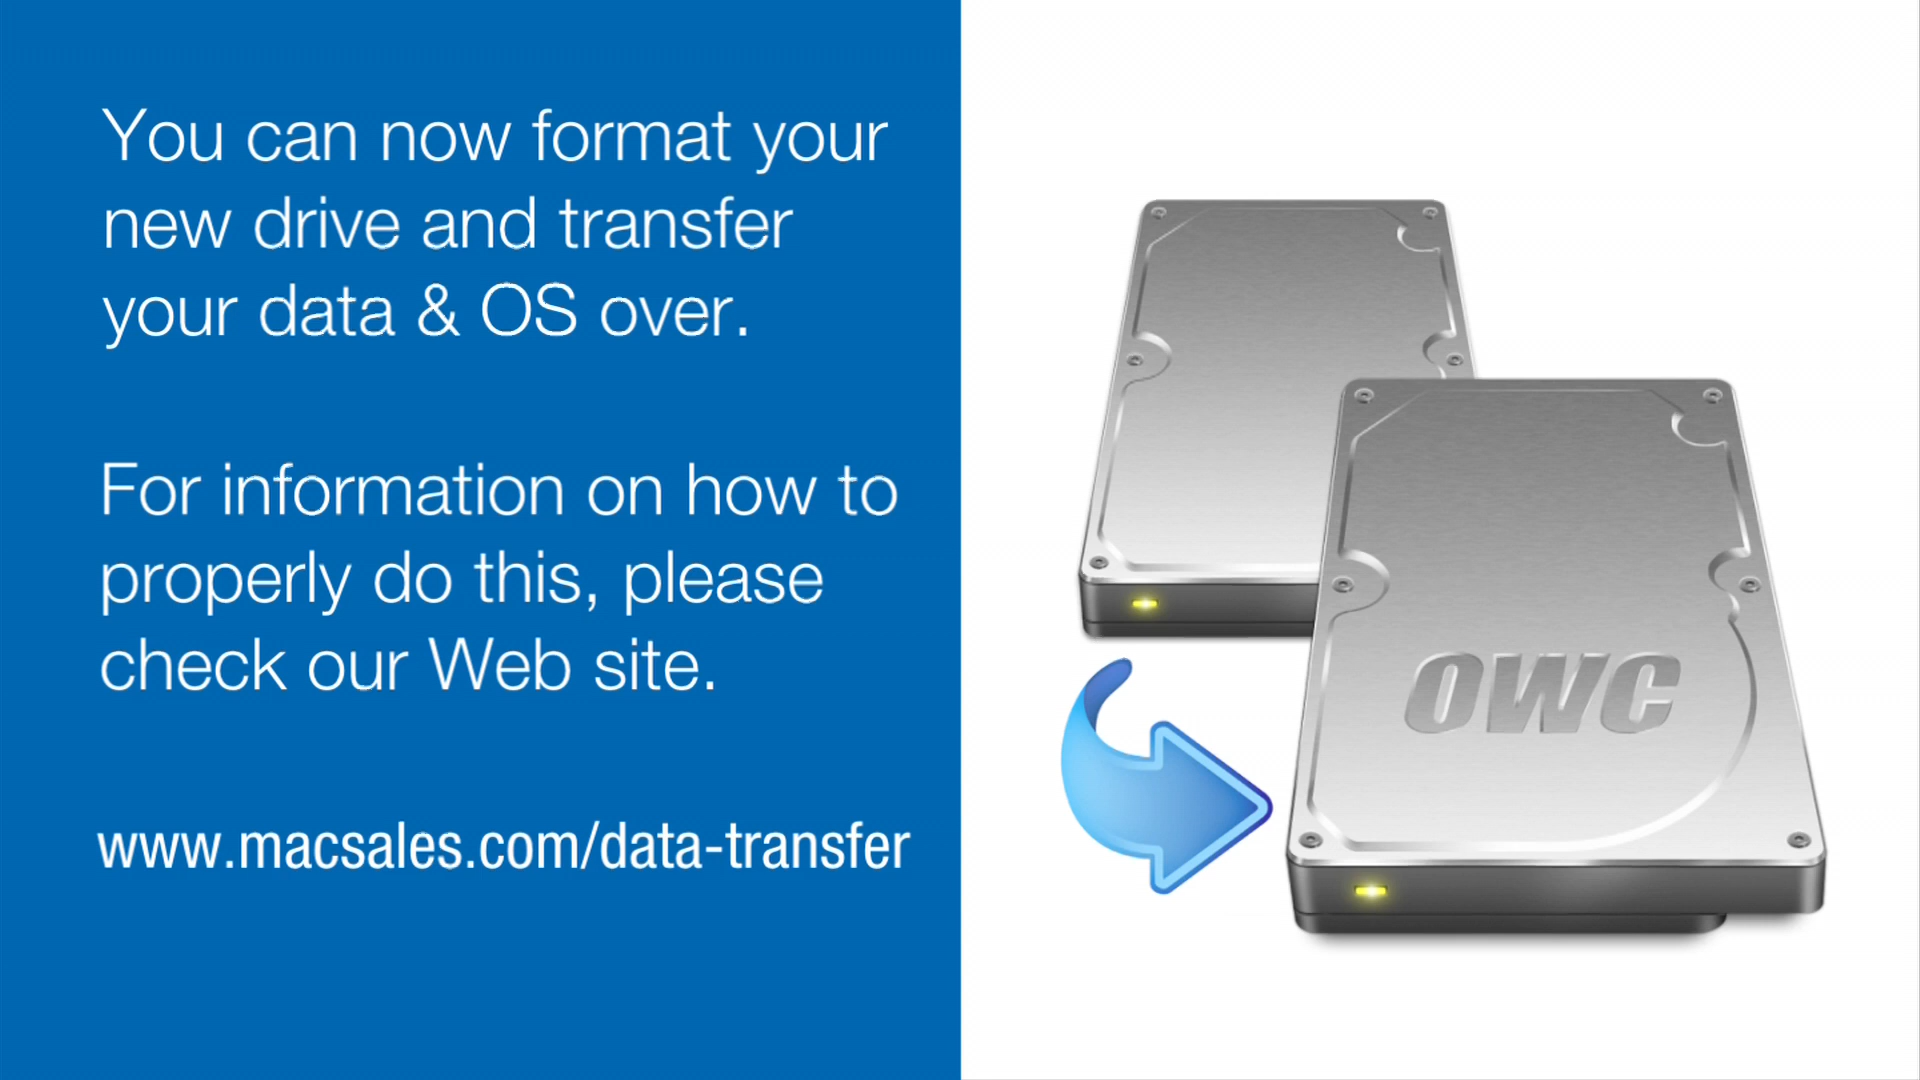 You can now format your
new drive and transfer
your data & OS over.
For information on how to
properly do this, please
check our Web site.
www.macsales.com/data-transfer
OWC